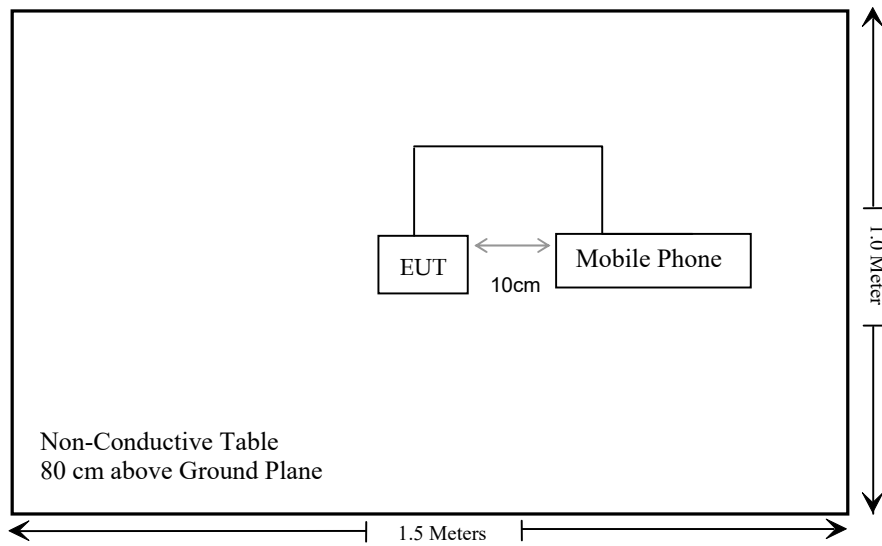 EUT
Mobile Phone
10cm
1.0 Meter
Non-Conductive Table
80 cm above Ground Plane
1.5 Meters